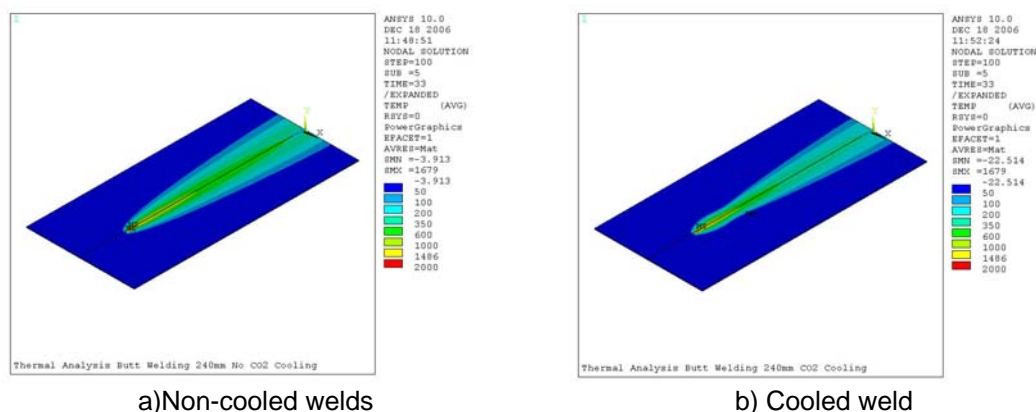 1
ANSYS 10.0
DEC 18 2006
11:48:51
NODAL SOLUTION
STEP=100
SUB =5
TIME=33
/EXPANDED
TEMP (AVG)
RSYS=0
PowerGraphics
EFACET=1
AVRES=Mat
SMN =-3.913
SMX =1679
-3.913
50
100
200
350
600
1000
1486
2000
Y
X
Thermal Analysis Butt Welding 240mm No CO2 Cooling
a)Non-cooled welds
1
ANSYS 10.0
DEC 18 2006
11:52:24
NODAL SOLUTION
STEP=100
SUB =5
TIME=33
/EXPANDED
TEMP (AVG)
RSYS=0
PowerGraphics
EFACET=1
AVRES=Mat
SMN =-22.514
SMX =1679
-22.514
50
100
200
350
600
1000
1486
2000
Y
X
Thermal Analysis Butt Welding 240mm CO2 Cooling
b) Cooled weld